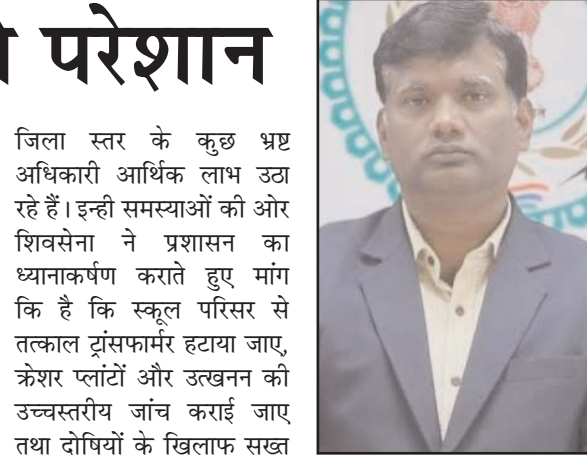 परेशान
जिला स्तर के कुछ भ्रष्ट
अधिकारी आर्थिक लाभ उठा
रहे हैं। इन्ही समस्याओं की ओर
शिवसेना ने प्रशासन का
ध्यानाकर्षण कराते हुए मांग
कि है कि स्कूल परिसर से
तत्काल ट्रांसफार्मर हटाया जाए,
क्रेशर प्लांटों और उत्खनन की
उच्चस्तरीय जांच कराई जाए
तथा दोषियों के खिलाफ सख्त